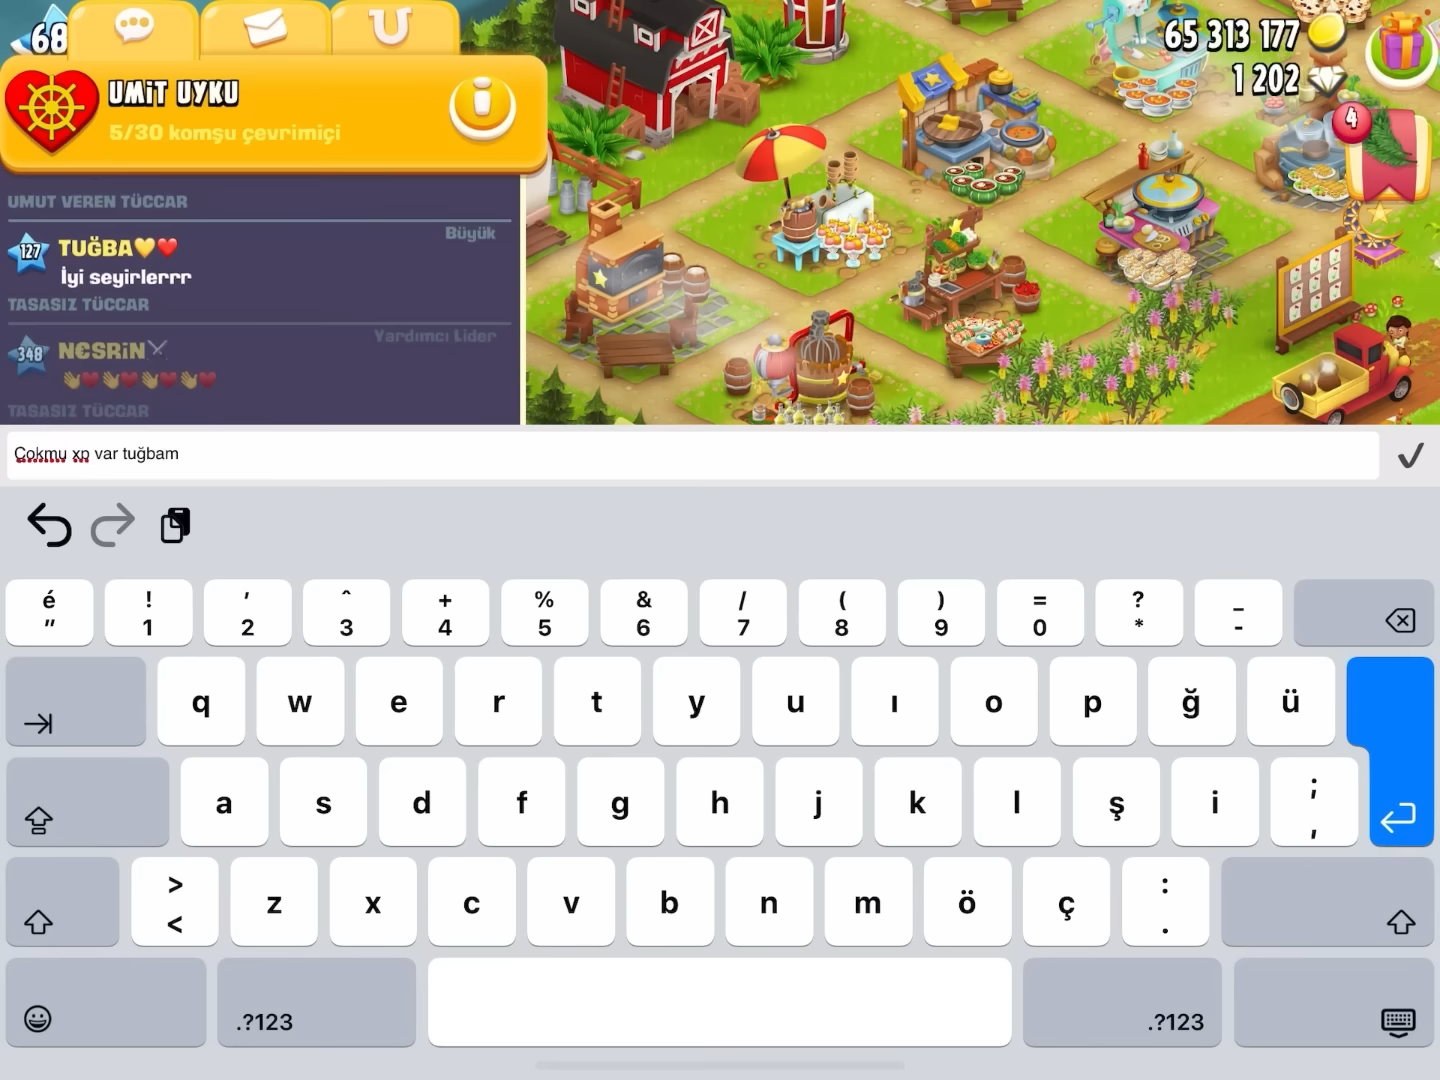 68
65 313 177
1 202
4
UMiT UYKU
5/30 komşu çevrimiçi
UMUT VEREN TÜCCAR
Büyük
127
TUĞBA💛❤️
İyi seyirlerrr
TASASIZ TÜCCAR
Yardımcı Lider
348
N€SRiN⚔
👋❤️👋❤️👋❤️👋❤️
TASASIZ TÜCCAR
Çokmu xp var tuğbam
é ! ' ^ + % & / ( ) = ? _
" 1 2 3 4 5 6 7 8 9 0 * -
q w e r t y u ı o p ğ ü
a s d f g h j k l ş i ; ,
> < z x c v b n m ö ç : .
.?123 .?123